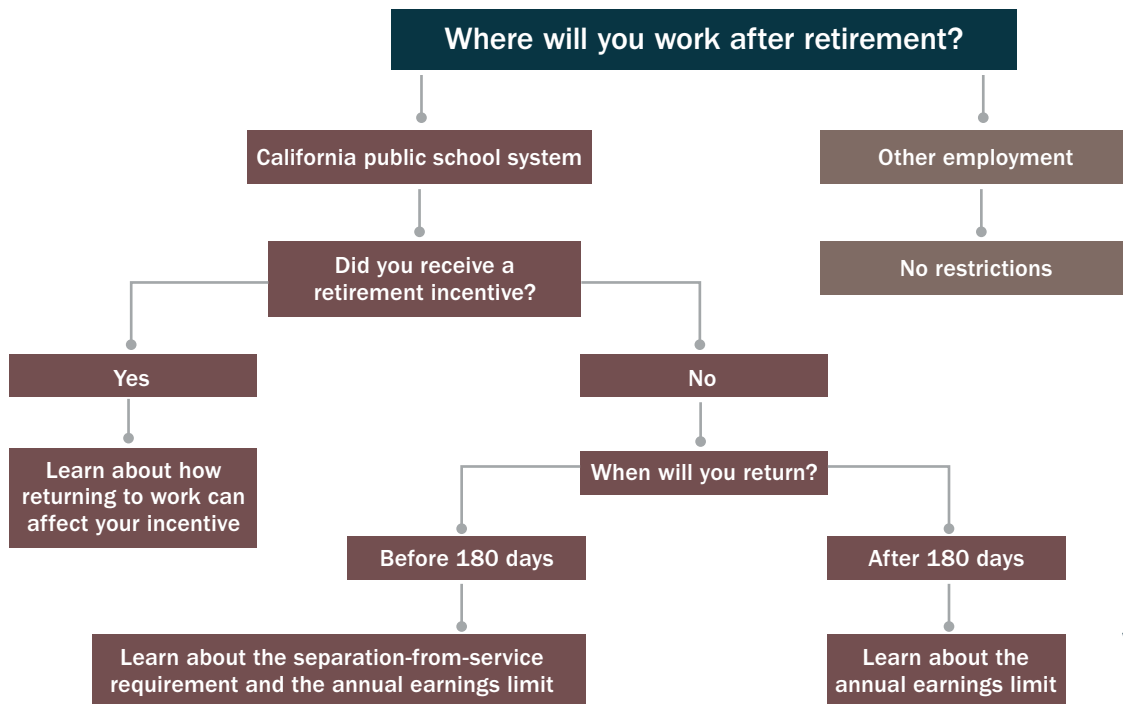 Where will you work after retirement?
California public school system
Other employment
Did you receive a
retirement incentive?
No restrictions
Yes
No
Learn about how
returning to work can
affect your incentive
When will you return?
Before 180 days
After 180 days
Learn about the separation-from-service
requirement and the annual earnings limit
Learn about the
annual earnings limit